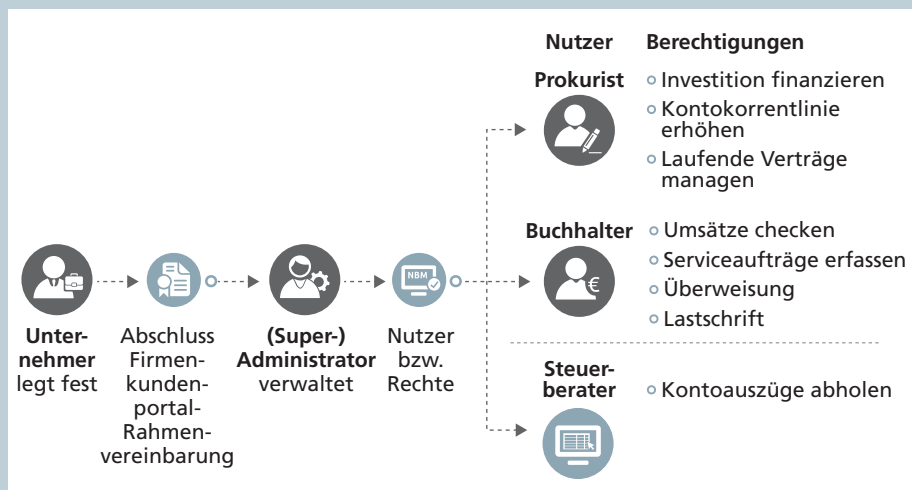 Nutzer Berechtigungen
Prokurist
Investition finanzieren
Kontokorrentlinie
erhöhen
Laufende Verträge
managen
Buchhalter
€
Umsätze checken
Serviceaufträge erfassen
Überweisung
Lastschrift
NBM
Unter-
nehmer
legt fest
Abschluss
Firmen-
kunden-
portal-
Rahmen-
vereinbarung
(Super-)
Administrator
verwaltet
Nutzer
bzw.
Rechte
Steuer-
berater
Kontoauszüge abholen